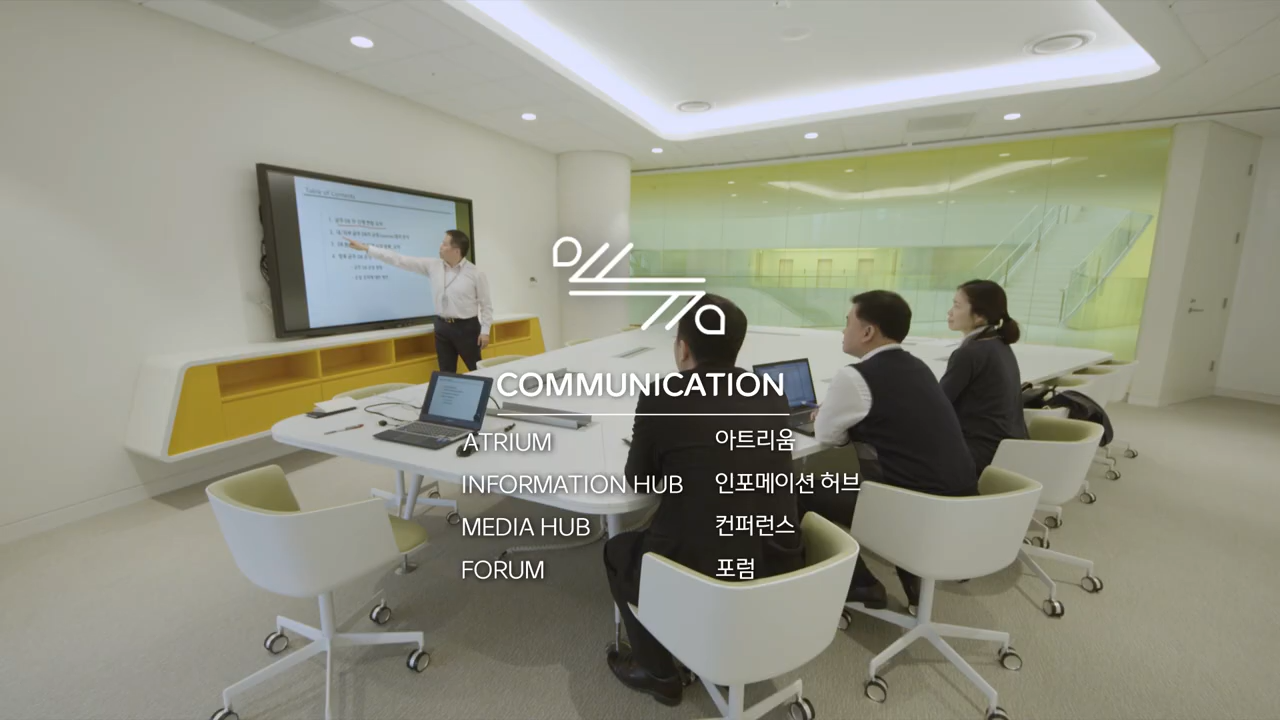 Table of Contents
COMMUNICATION
ATRIUM 아트리움
INFORMATION HUB 인포메이션 허브
MEDIA HUB 컨퍼런스
FORUM 포럼